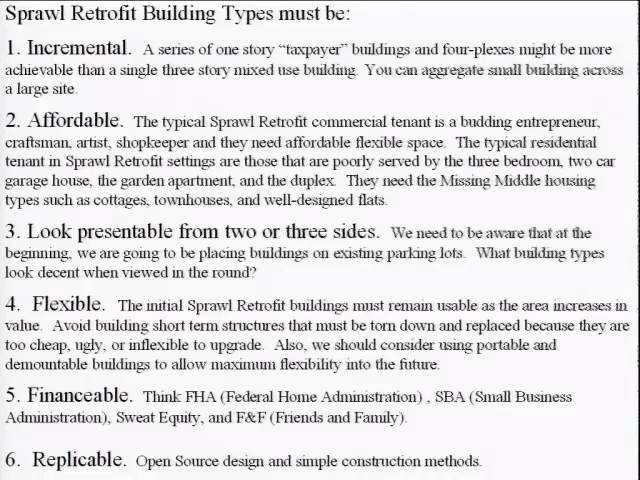 Sprawl Retrofit Building Types must be:
1. Incremental. A series of one story “taxpayer” buildings and four-plexes might be more
achievable than a single three story mixed use building. You can aggregate small building across
a large site.
2. Affordable. The typical Sprawl Retrofit commercial tenant is a budding entrepreneur,
craftsman, artist, shopkeeper and they need affordable flexible space. The typical residential
tenant in Sprawl Retrofit settings are those that are poorly served by the three bedroom, two car
garage house, the garden apartment, and the duplex. They need the Missing Middle housing
types such as cottages, townhouses, and well-designed flats.
3. Look presentable from two or three sides. We need to be aware that at the
beginning, we are going to be placing buildings on existing parking lots. What building types
look decent when viewed in the round?
4. Flexible. The initial Sprawl Retrofit buildings must remain usable as the area increases in
value. Avoid building short term structures that must be torn down and replaced because they are
too cheap, ugly, or inflexible to upgrade. Also, we should consider using portable and
demountable buildings to allow maximum flexibility into the future.
5. Financeable. Think FHA (Federal Home Administration) , SBA (Small Business
Administration), Sweat Equity, and F&F (Friends and Family).
6. Replicable. Open Source design and simple construction methods.